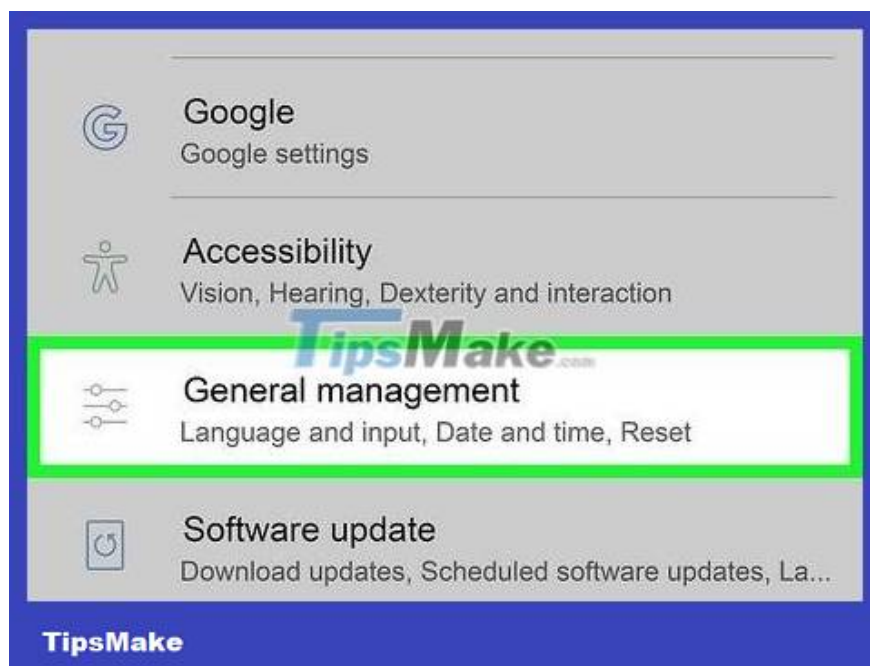 Google
Google settings
Accessibility
Vision, Hearing, Dexterity and interaction
TipsMake.com
General management
Language and input, Date and time, Reset
Software update
Download updates, Scheduled software updates, La...
TipsMake